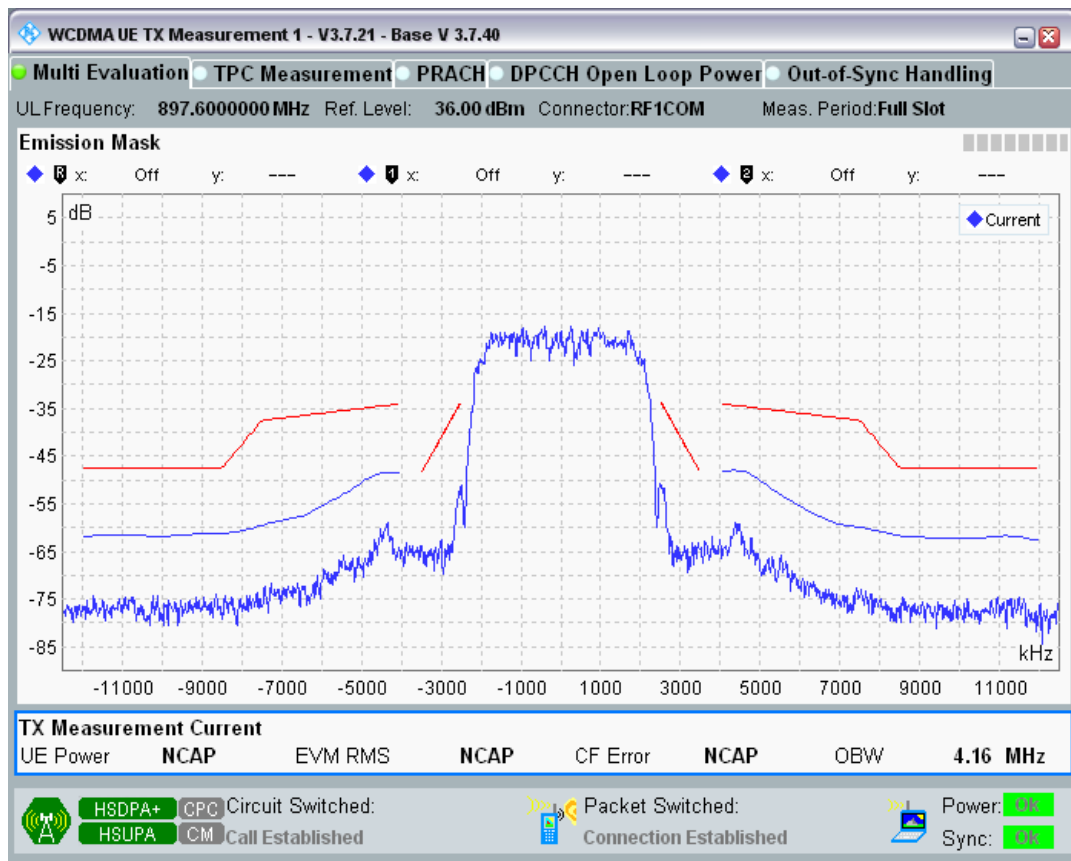 WCDMA UE TX Measurement 1 - V3.7.21 - Base V 3.7.40
Multi Evaluation TPC Measurement PRACH DPCCH Open Loop Power Out-of-Sync Handling
UL Frequency: 897.6000000 MHz Ref. Level: 36.00 dBm Connector:RF1COM Meas. Period:Full Slot
Emission Mask
R x: Off y: --- 1 x: Off y: --- 2 x: Off y: ---
dB
Current
5
-5
-15
-25
-35
-45
-55
-65
-75
-85
kHz
-11000 -9000 -7000 -5000 -3000 -1000 1000 3000 5000 7000 9000 11000
TX Measurement Current
UE Power NCAP EVM RMS NCAP CF Error NCAP OBW 4.16 MHz
HSDPA+ CPC Circuit Switched: Packet Switched: Power: OK
HSUPA CM Call Established Connection Established Sync: OK